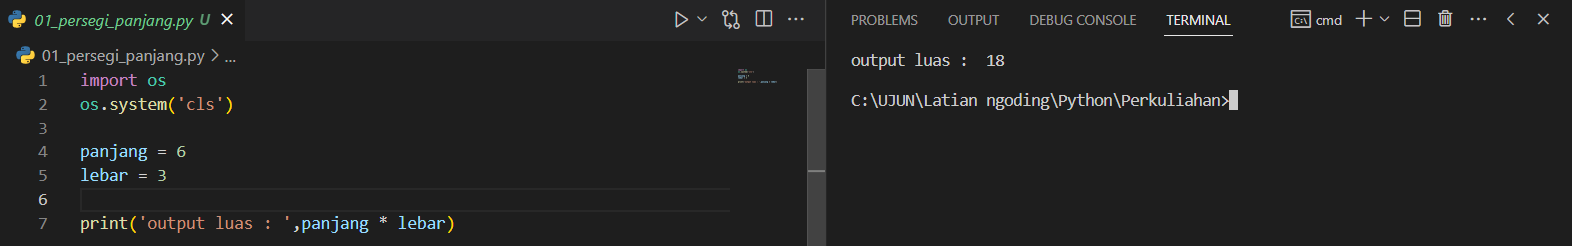 01_persegi_panjang.py U
01_persegi_panjang.py > ...
1 import os
2 os.system('cls')
3
4 panjang = 6
5 lebar = 3
6
7 print('output luas : ',panjang * lebar)
PROBLEMS OUTPUT DEBUG CONSOLE TERMINAL cmd
output luas :  18
C:\UJUN\Latian ngoding\Python\Perkuliahan>